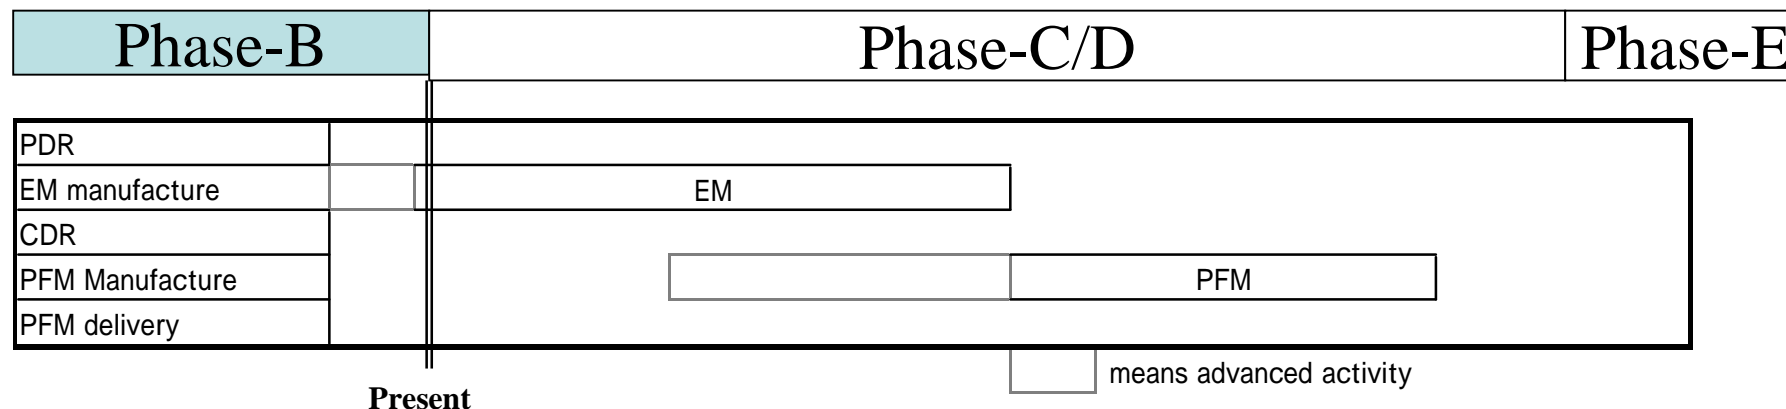 Phase-B Phase-C/D Phase-E
PDR
EM manufacture EM
CDR
PFM Manufacture PFM
PFM delivery
means advanced activity
Present